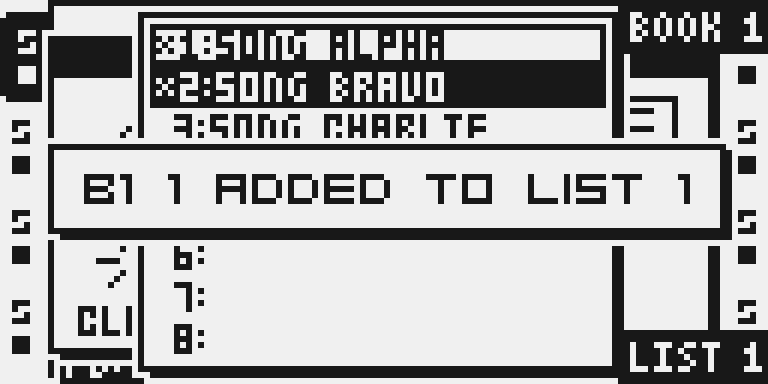 BOOK 1
*1:SONG ALPHA
*2:SONG BRAVO
3:SONG CHARLIE
B1 1 ADDED TO LIST 1
6:
7:
8:
CLI
LIST 1
S
S
S
S
S
S
S